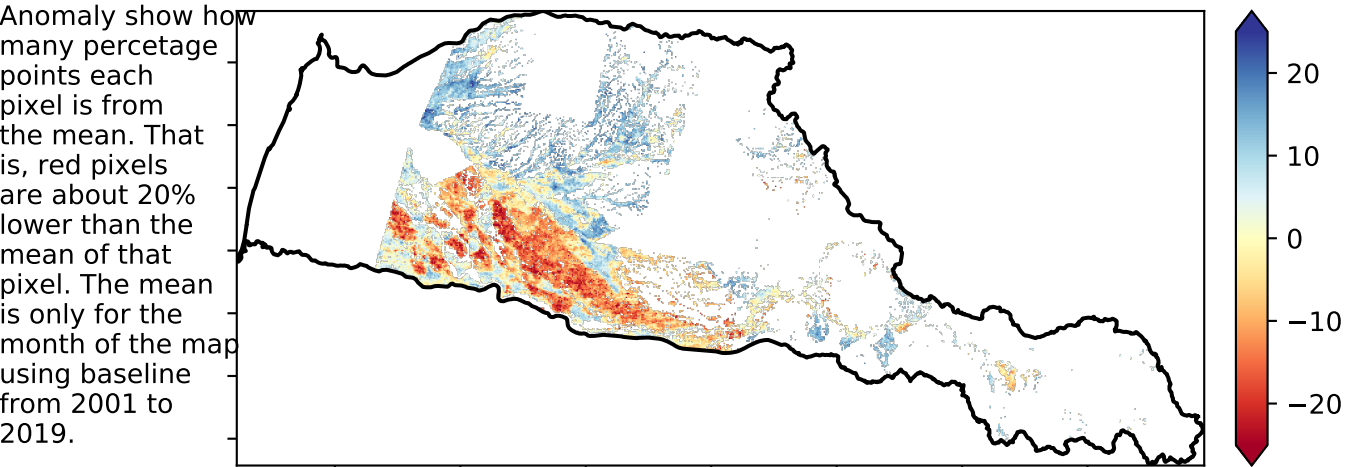 Anomaly show how
many percetage
points each
pixel is from
the mean. That
is, red pixels
are about 20%
lower than the
mean of that
pixel. The mean
is only for the
month of the map
using baseline
from 2001 to
2019.
20
10
0
−10
−20